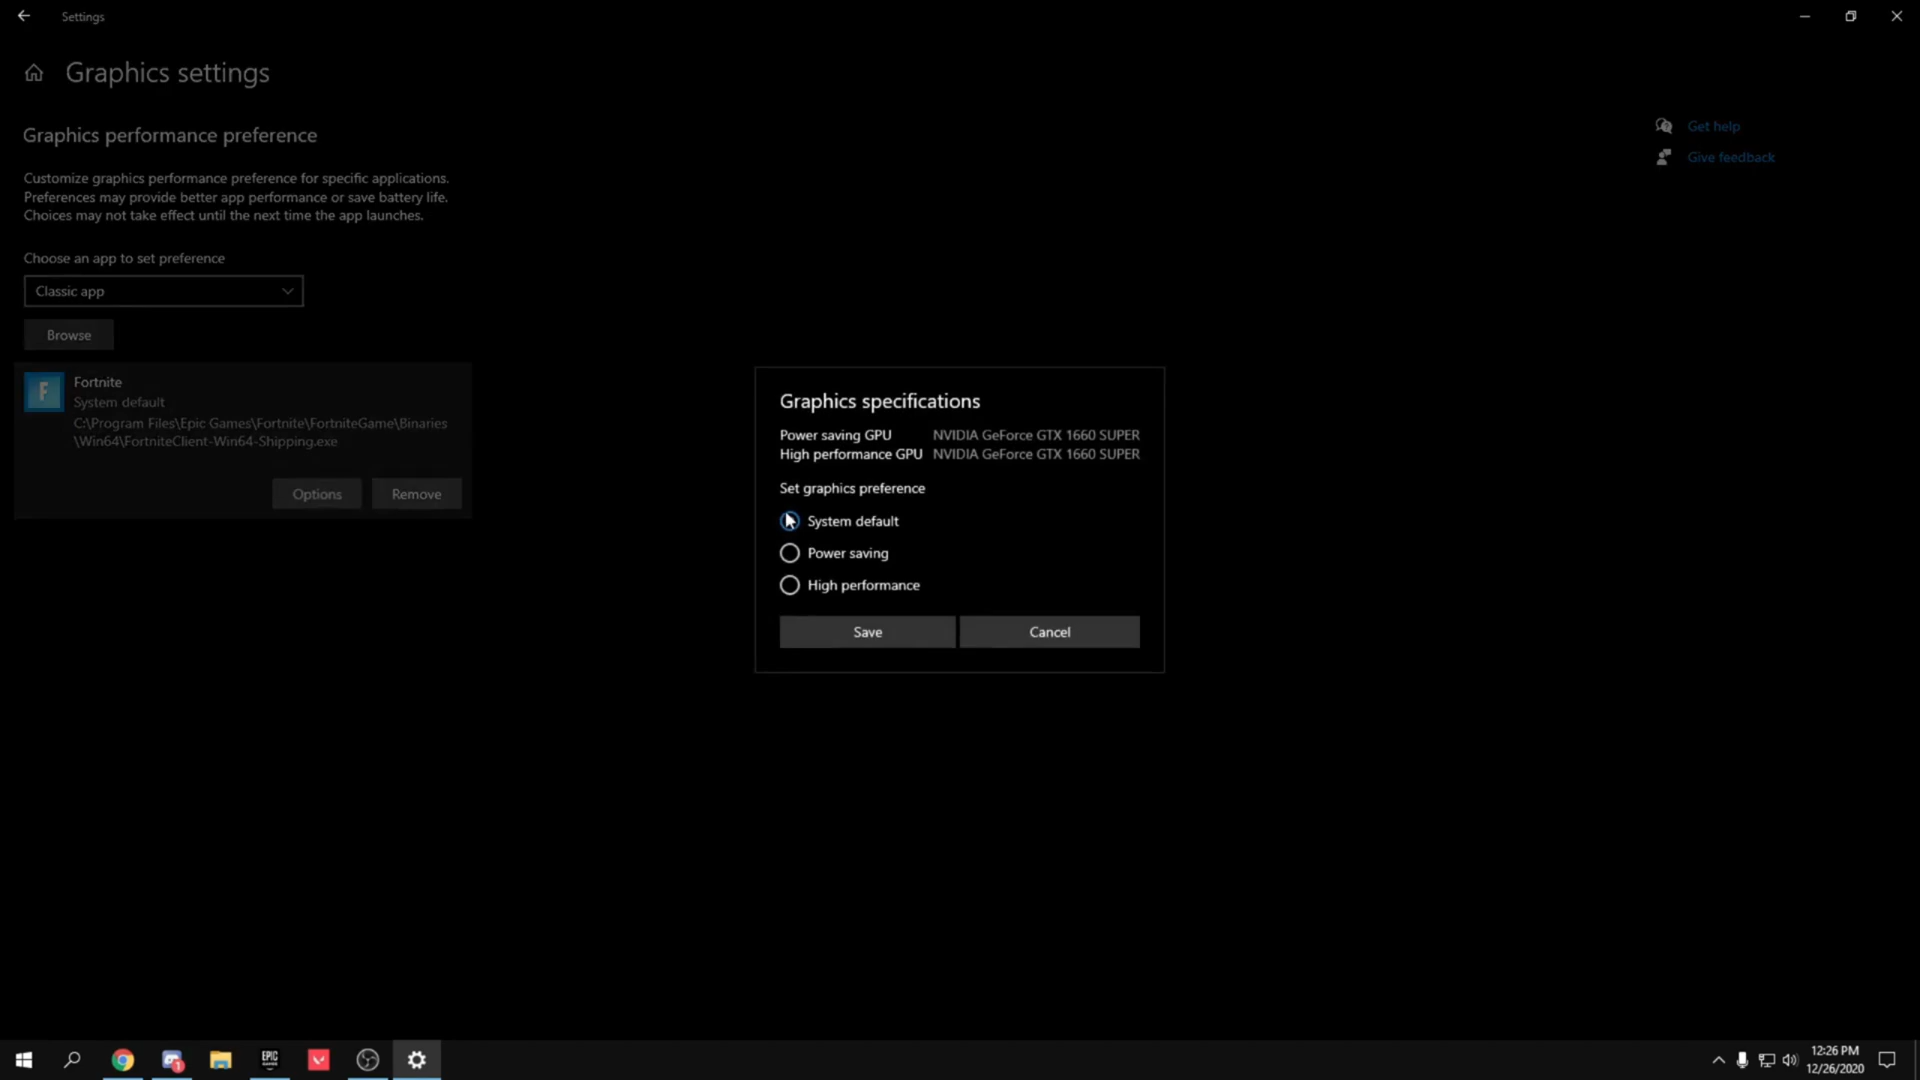 Settings
Graphics settings
Graphics performance preference
Customize graphics performance preference for specific applications.
Preferences may provide better app performance or save battery life.
Choices may not take effect until the next time the app launches.
Choose an app to set preference
Classic app
Browse
F
Fortnite
System default
C:\Program Files\Epic Games\Fortnite\FortniteGame\Binaries
\Win64\FortniteClient-Win64-Shipping.exe
Options
Remove
Get help
Give feedback
Graphics specifications
Power saving GPU NVIDIA GeForce GTX 1660 SUPER
High performance GPU NVIDIA GeForce GTX 1660 SUPER
Set graphics preference
System default
Power saving
High performance
Save
Cancel
1
EPIC
GAMES
12:26 PM
12/26/2020